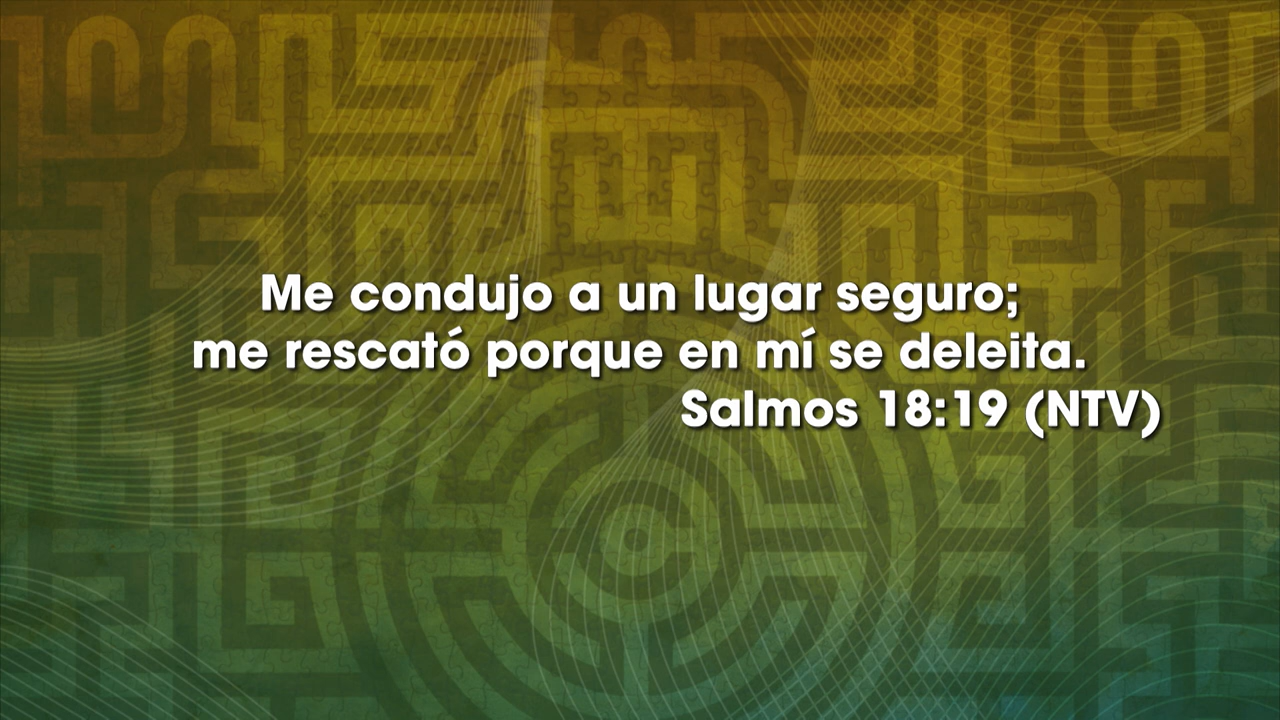 Me condujo a un lugar seguro;
me rescató porque en mí se deleita.
Salmos 18:19 (NTV)